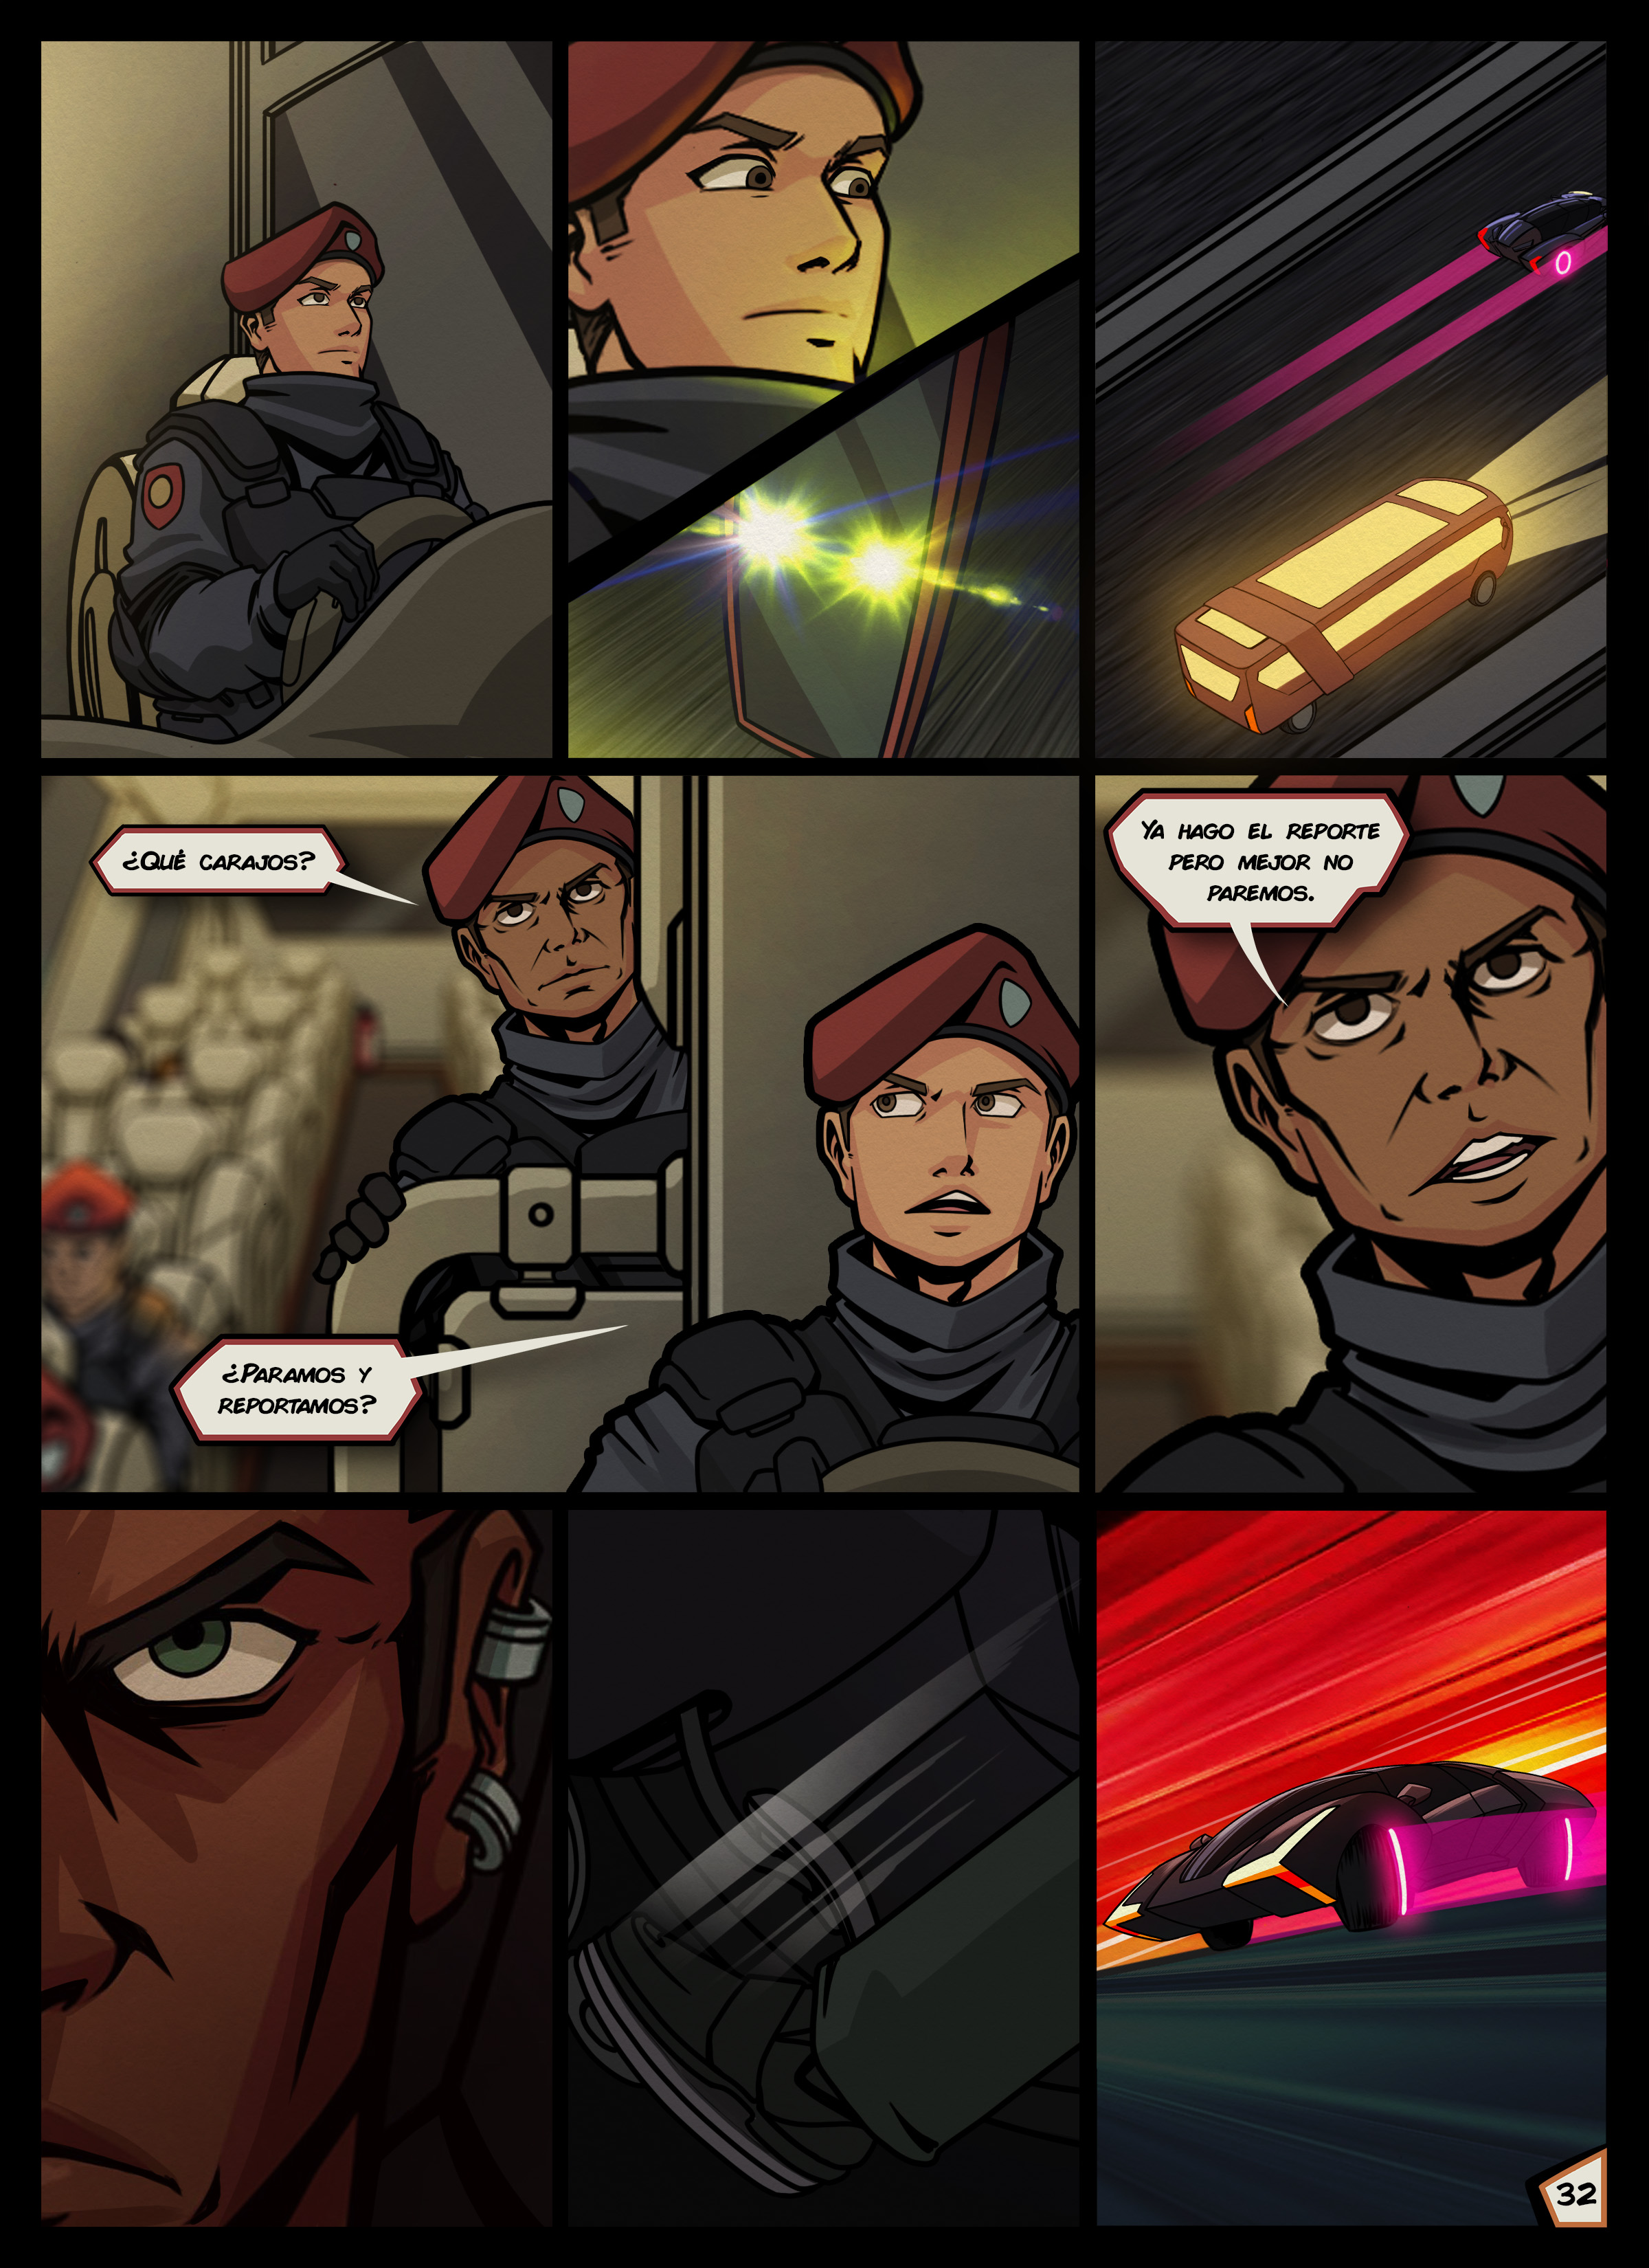 ¿Qué carajos?
¿Paramos y
reportamos?
Ya hago el reporte
pero mejor no
paremos.
32